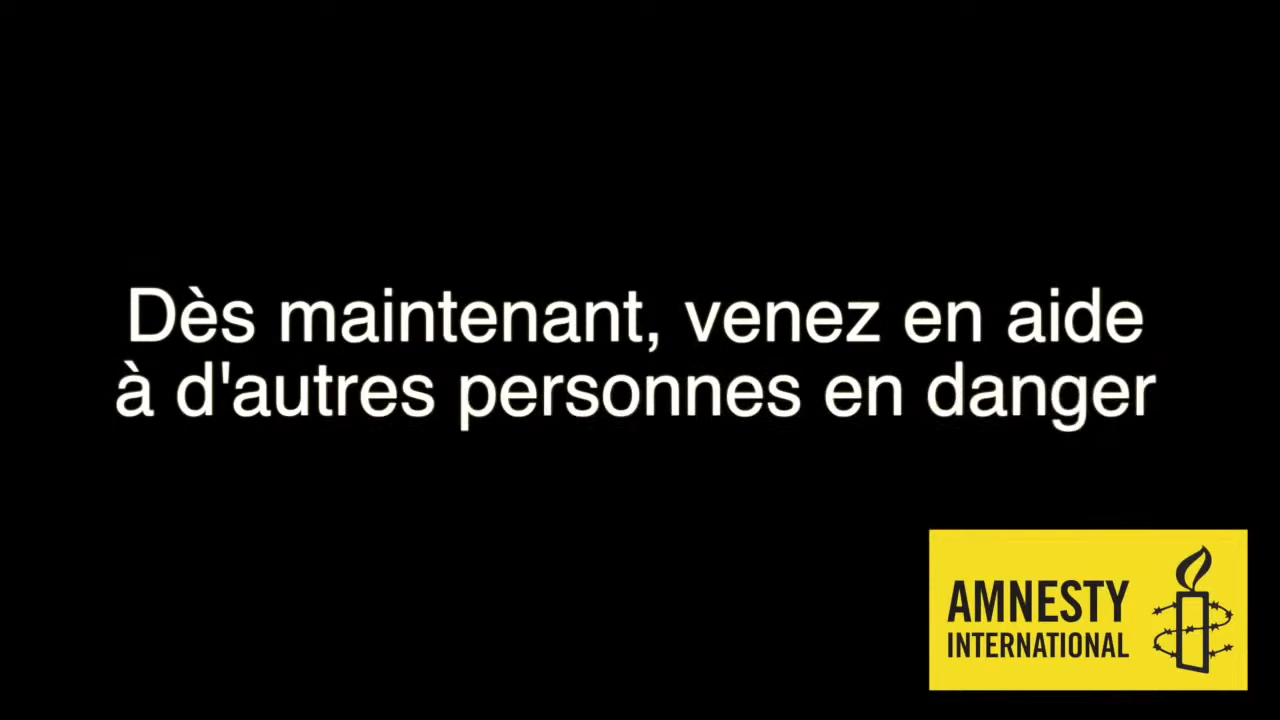 Dès maintenant, venez en aide
à d'autres personnes en danger
AMNESTY
INTERNATIONAL